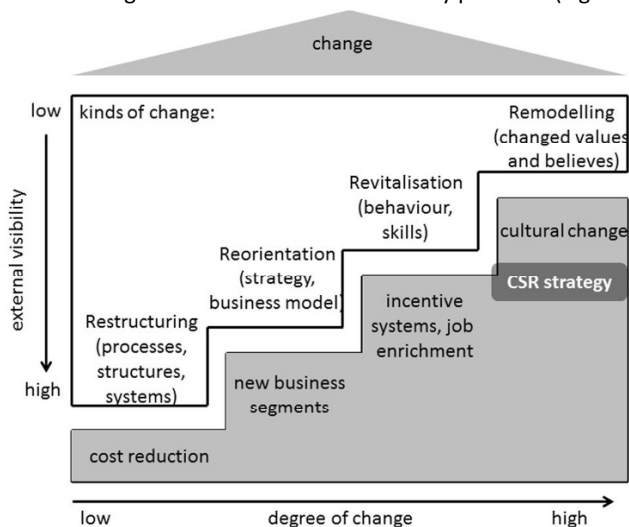 change
low
kinds of change:
Remodelling
(changed values
and believes)
Revitalisation
(behaviour,
skills)
cultural change
Reorientation
(strategy,
business model)
CSR strategy
external visibility
incentive
systems, job
enrichment
Restructuring
(processes,
structures,
systems)
high
new business
segments
cost reduction
low
degree of change
high